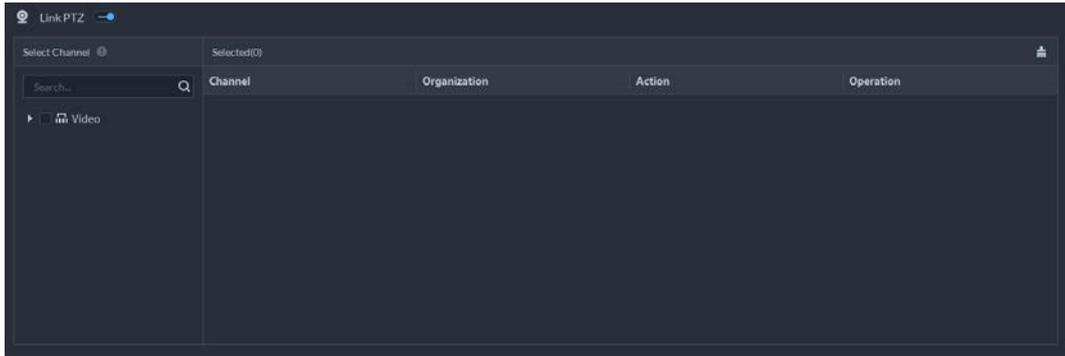 Link PTZ
Select Channel
Selected(0)
Search...
Channel Organization Action Operation
Video